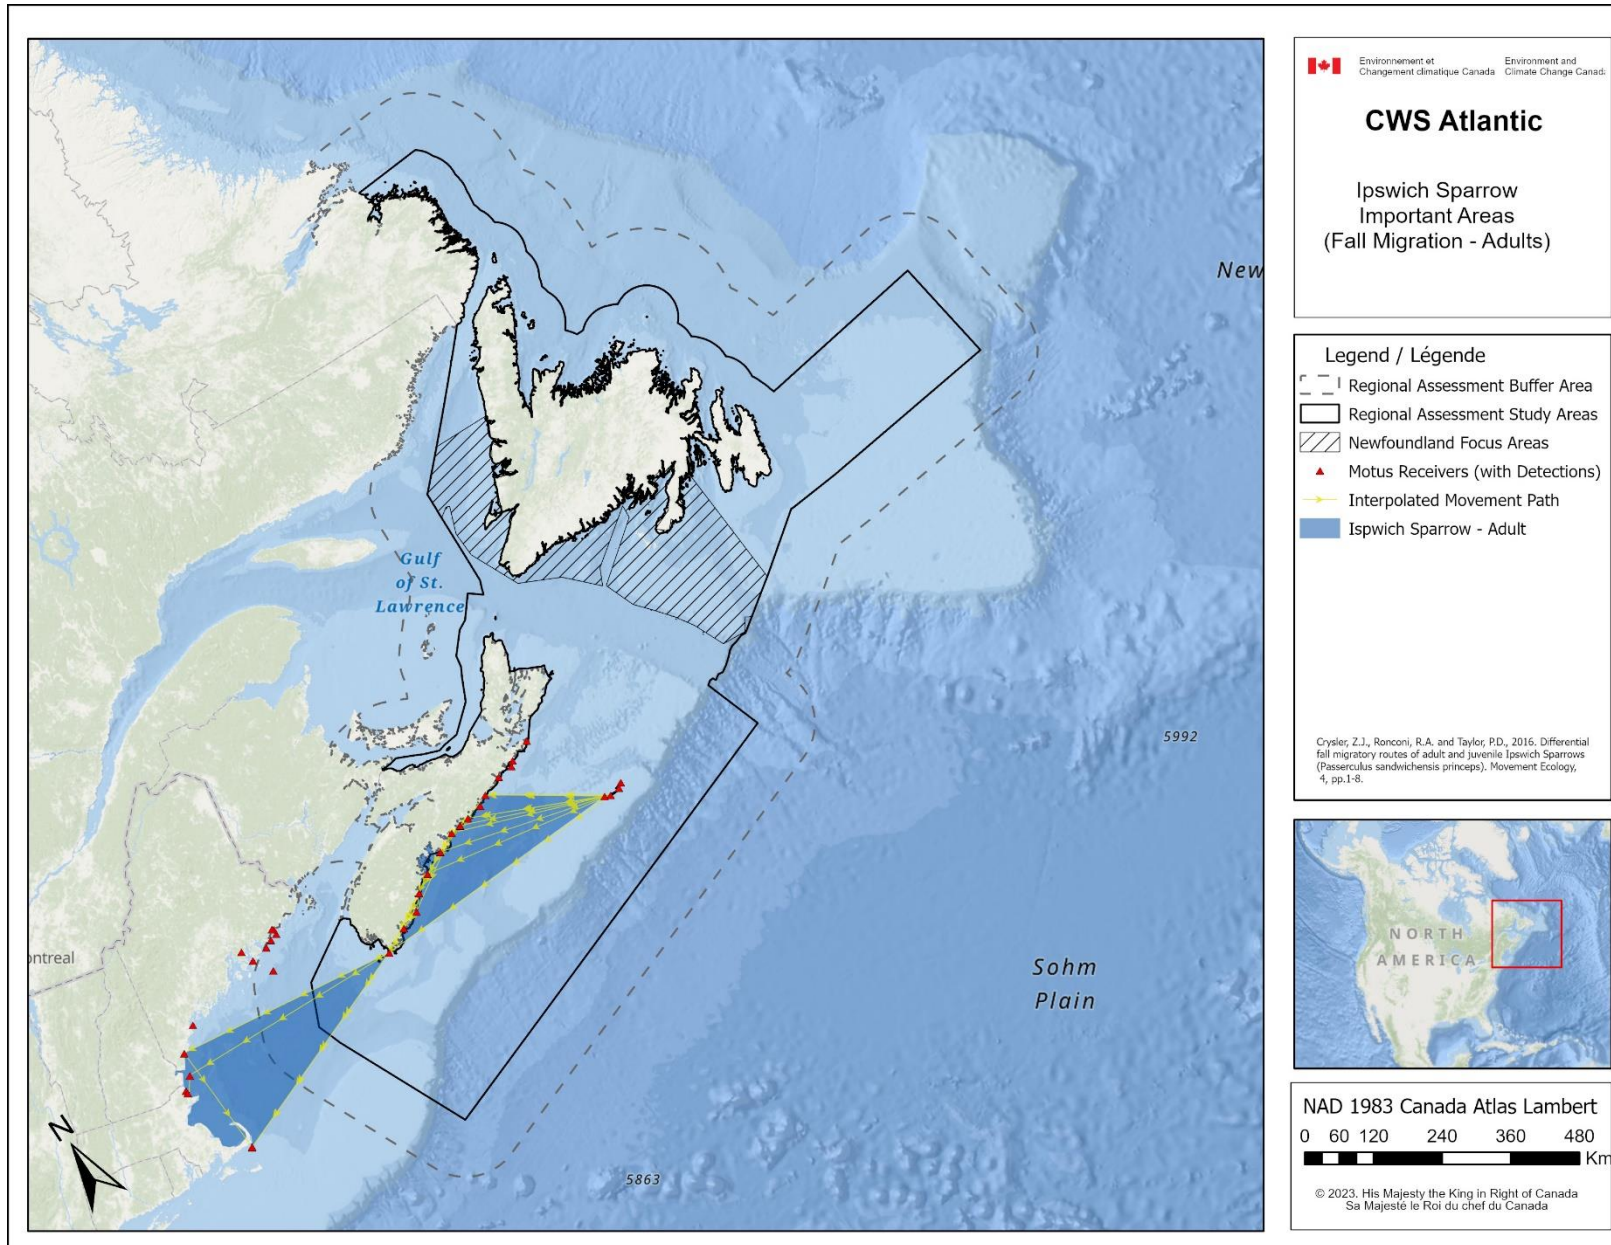 New
Gulf
of St.
Lawrence
5992
Sohm
Plain
ontreal
5863
N
Environnement et
Changement climatique Canada
Environment and
Climate Change Canada
CWS Atlantic
Ipswich Sparrow
Important Areas
(Fall Migration - Adults)
Legend / Légende
Regional Assessment Buffer Area
Regional Assessment Study Areas
Newfoundland Focus Areas
Motus Receivers (with Detections)
Interpolated Movement Path
Ispwich Sparrow - Adult
Crysler, Z.J., Ronconi, R.A. and Taylor, P.D., 2016. Differential
fall migratory routes of adult and juvenile Ipswich Sparrows
(Passerculus sandwichensis princeps). Movement Ecology,
4, pp.1-8.
NORTH
AMERICA
NAD 1983 Canada Atlas Lambert
0 60 120 240 360 480
Km
© 2023. His Majesty the King in Right of Canada
Sa Majesté le Roi du chef du Canada